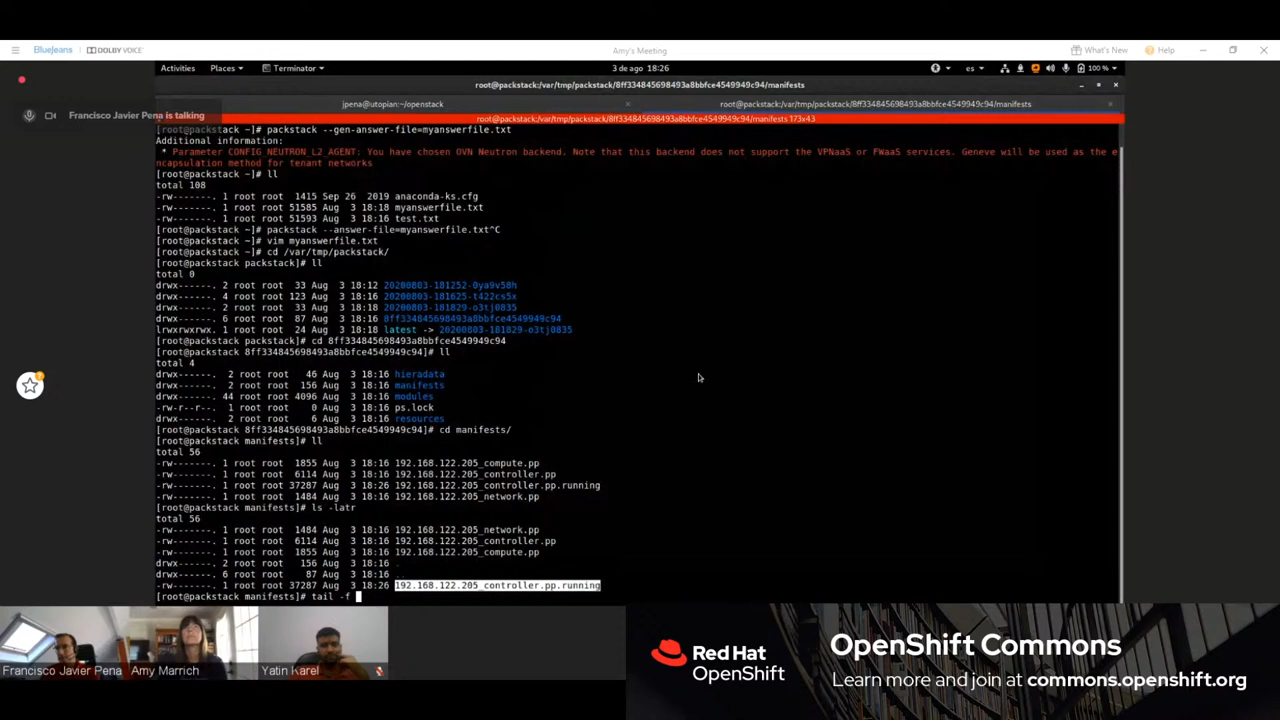 BlueJeans DOLBY VOICE
Amy's Meeting
What's New
Help
Activities Places Terminator
3 de ago 18:26
es 100 %
root@packstack:/var/tmp/packstack/8ff334845698493a8bbfce4549949c94/manifests
jpena@utopian:~/openstack
root@packstack:/var/tmp/packstack/8ff334845698493a8bbfce4549949c94/manifests
root@packstack:/var/tmp/packstack/8ff334845698493a8bbfce4549949c94/manifests 173x43
Francisco Javier Pena is talking
[root@packstack ~]# packstack --gen-answer-file=myanswerfile.txt
Additional information:
* Parameter CONFIG_NEUTRON_L2_AGENT: You have chosen OVN Neutron backend. Note that this backend does not support the VPNaaS or FWaaS services. Geneve will be used as the e
ncapsulation method for tenant networks
[root@packstack ~]# ll
total 108
-rw-------. 1 root root 1415 Sep 26 2019 anaconda-ks.cfg
-rw-------. 1 root root 51585 Aug 3 18:18 myanswerfile.txt
-rw-------. 1 root root 51593 Aug 3 18:16 test.txt
[root@packstack ~]# packstack --answer-file=myanswerfile.txt^C
[root@packstack ~]# vim myanswerfile.txt
[root@packstack ~]# cd /var/tmp/packstack/
[root@packstack packstack]# ll
total 0
drwx------. 2 root root 33 Aug 3 18:12 20200803-181252-0ya9v58h
drwx------. 4 root root 123 Aug 3 18:16 20200803-181625-t422cs5x
drwx------. 2 root root 33 Aug 3 18:18 20200803-181829-o3tj0835
drwx------. 6 root root 87 Aug 3 18:16 8ff334845698493a8bbfce4549949c94
lrwxrwxrwx. 1 root root 24 Aug 3 18:18 latest -> 20200803-181829-o3tj0835
[root@packstack packstack]# cd 8ff334845698493a8bbfce4549949c94
[root@packstack 8ff334845698493a8bbfce4549949c94]# ll
total 4
drwx------. 2 root root 46 Aug 3 18:16 hieradata
drwx------. 2 root root 156 Aug 3 18:16 manifests
drwx------. 44 root root 4096 Aug 3 18:16 modules
-rw-r--r--. 1 root root 0 Aug 3 18:16 ps.lock
drwx------. 2 root root 6 Aug 3 18:16 resources
[root@packstack 8ff334845698493a8bbfce4549949c94]# cd manifests/
[root@packstack manifests]# ll
total 56
-rw-------. 1 root root 1855 Aug 3 18:16 192.168.122.205_compute.pp
-rw-------. 1 root root 6114 Aug 3 18:16 192.168.122.205_controller.pp
-rw-------. 1 root root 37287 Aug 3 18:26 192.168.122.205_controller.pp.running
-rw-------. 1 root root 1484 Aug 3 18:16 192.168.122.205_network.pp
[root@packstack manifests]# ls -latr
total 56
-rw-------. 1 root root 1484 Aug 3 18:16 192.168.122.205_network.pp
-rw-------. 1 root root 6114 Aug 3 18:16 192.168.122.205_controller.pp
-rw-------. 1 root root 1855 Aug 3 18:16 192.168.122.205_compute.pp
drwx------. 2 root root 156 Aug 3 18:16 .
drwx------. 6 root root 87 Aug 3 18:16 ..
-rw-------. 1 root root 37287 Aug 3 18:26 192.168.122.205_controller.pp.running
[root@packstack manifests]# tail -f
Francisco Javier Pena
Amy Marrich
Yatin Karel
Red Hat
OpenShift
OpenShift Commons
Learn more and join at commons.openshift.org